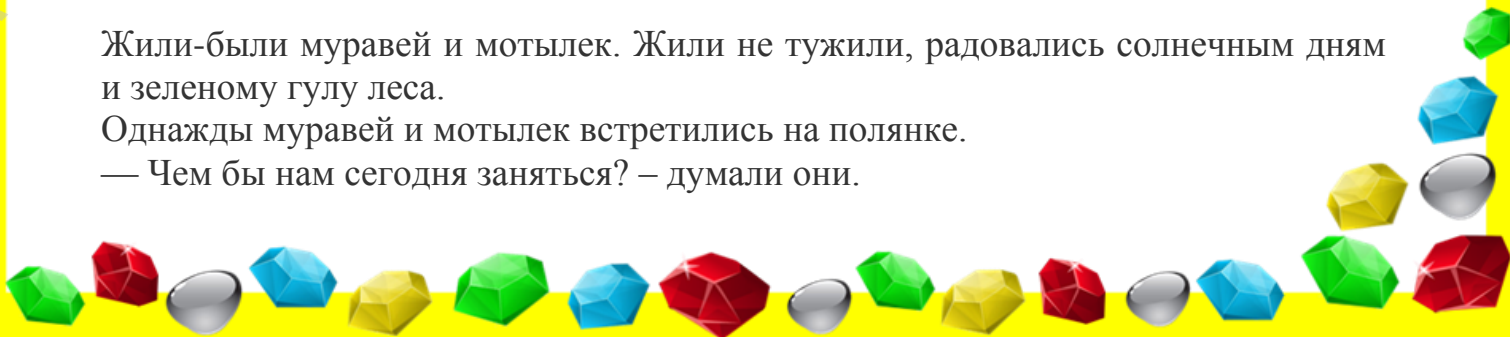 Жили-были муравей и мотылек. Жили не тужили, радовались солнечным дням
и зеленому гулу леса.
Однажды муравей и мотылек встретились на полянке.
— Чем бы нам сегодня заняться? – думали они.